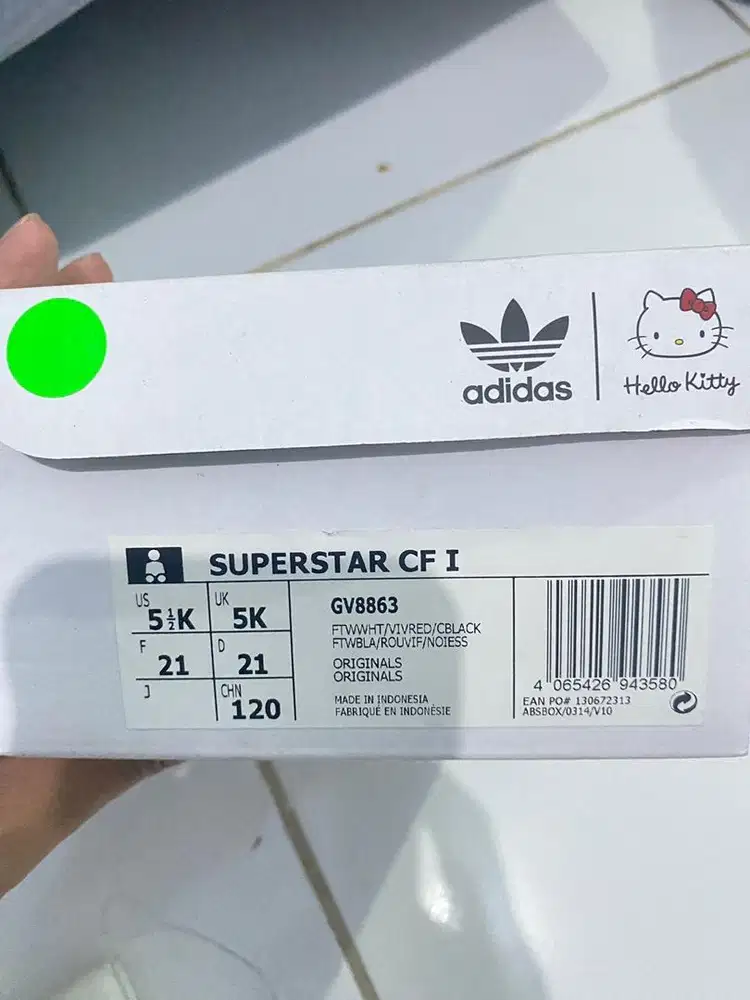 adidas
Hello Kitty
SUPERSTAR CF I
US 5½K
UK 5K
F 21
D 21
J
CHN 120
GV8863
FTWWHT/VIVRED/CBLACK
FTWBLA/ROUVIF/NOIESS
ORIGINALS
ORIGINALS
MADE IN INDONESIA
FABRIQUÉ EN INDONÉSIE
4 065426 943580
EAN PO# 130672313
ABSBOX/0314/V10